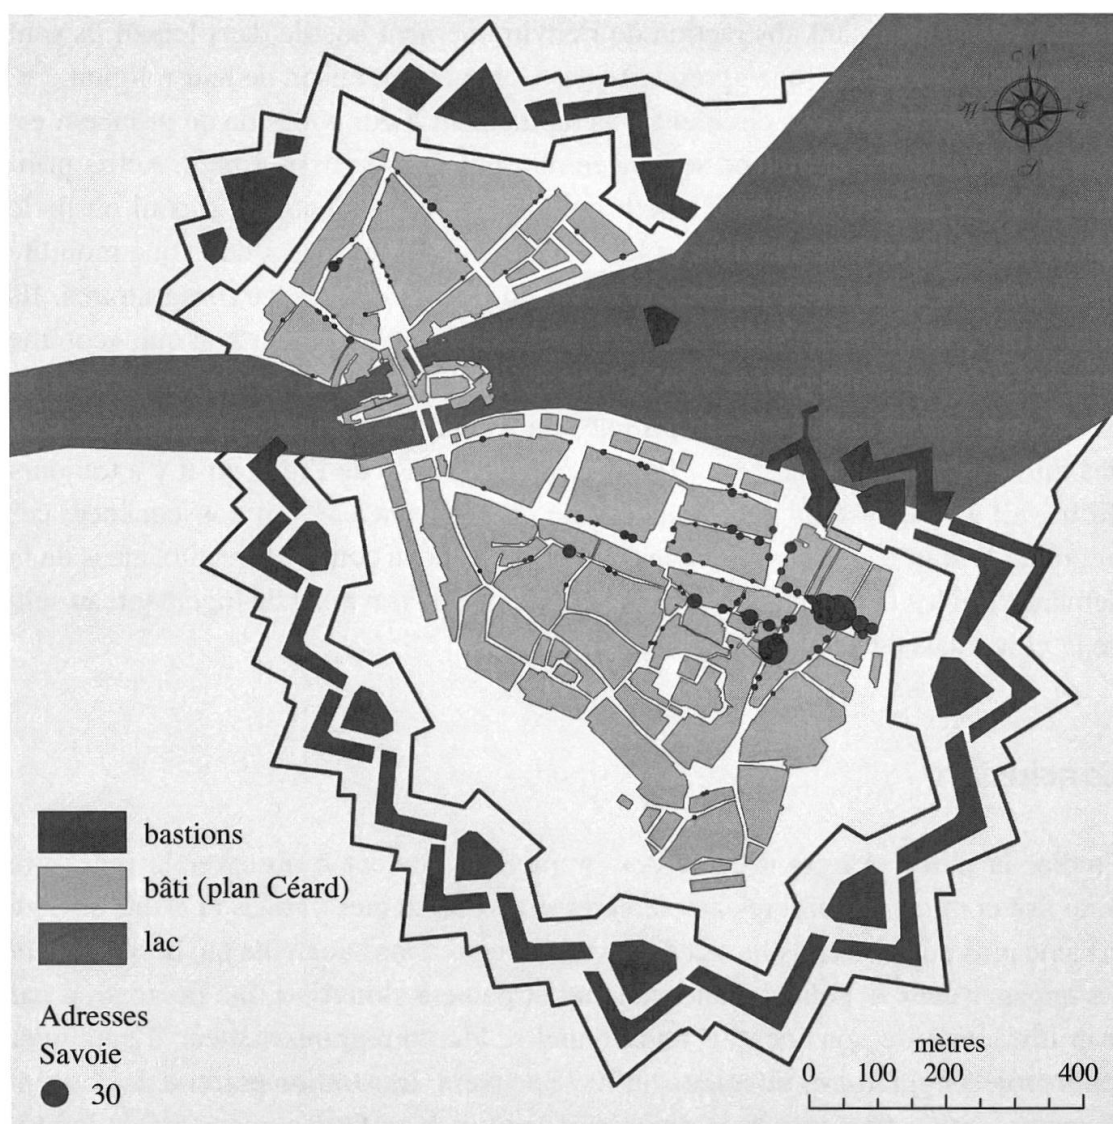 bastions
bâti (plan Céard)
lac
Adresses
Savoie
30
mètres
0 100 200 400